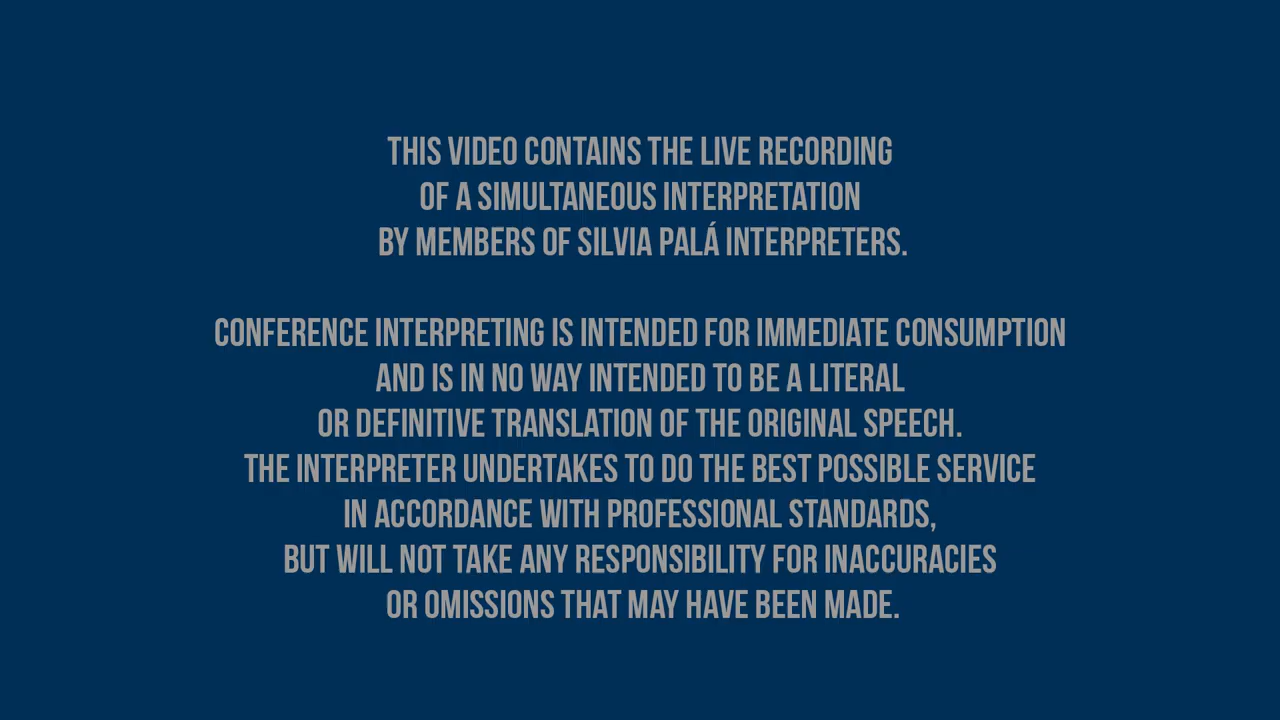 THIS VIDEO CONTAINS THE LIVE RECORDING
OF A SIMULTANEOUS INTERPRETATION
BY MEMBERS OF SILVIA PALÁ INTERPRETERS.
CONFERENCE INTERPRETING IS INTENDED FOR IMMEDIATE CONSUMPTION
AND IS IN NO WAY INTENDED TO BE A LITERAL
OR DEFINITIVE TRANSLATION OF THE ORIGINAL SPEECH.
THE INTERPRETER UNDERTAKES TO DO THE BEST POSSIBLE SERVICE
IN ACCORDANCE WITH PROFESSIONAL STANDARDS,
BUT WILL NOT TAKE ANY RESPONSIBILITY FOR INACCURACIES
OR OMISSIONS THAT MAY HAVE BEEN MADE.